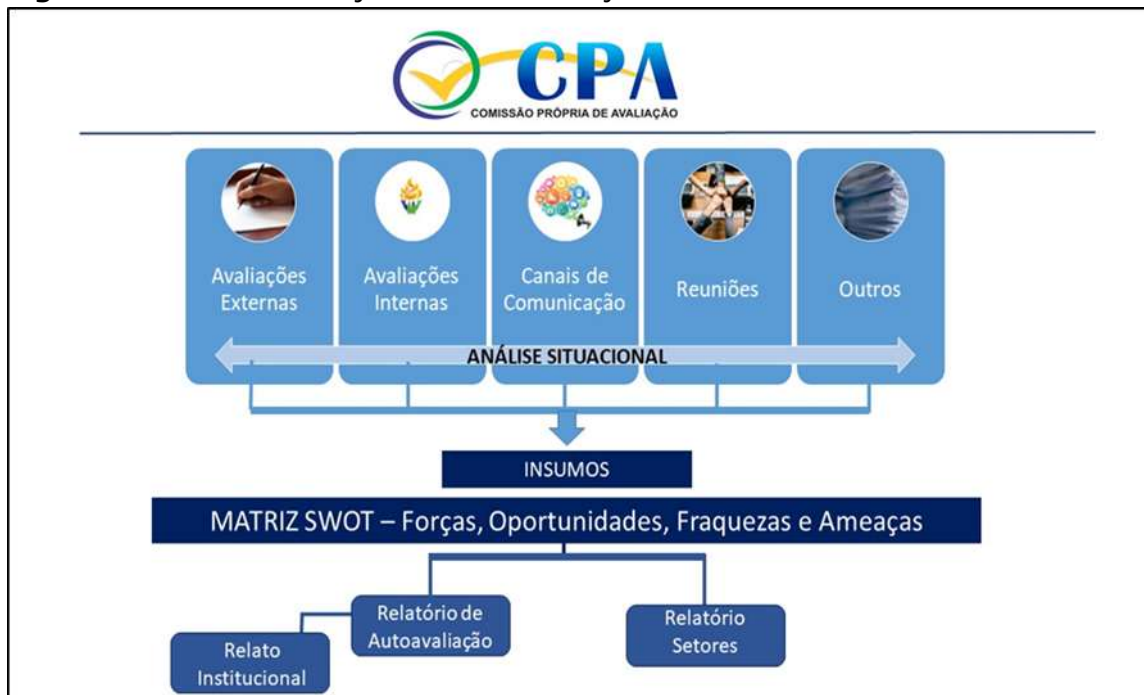 CPA
COMISSÃO PRÓPRIA DE AVALIAÇÃO
Avaliações
Externas
Avaliações
Internas
Canais de
Comunicação
Reuniões
Outros
ANÁLISE SITUACIONAL
INSUMOS
MATRIZ SWOT – Forças, Oportunidades, Fraquezas e Ameaças
Relatório de
Autoavaliação
Relatório
Setores
Relato
Institucional